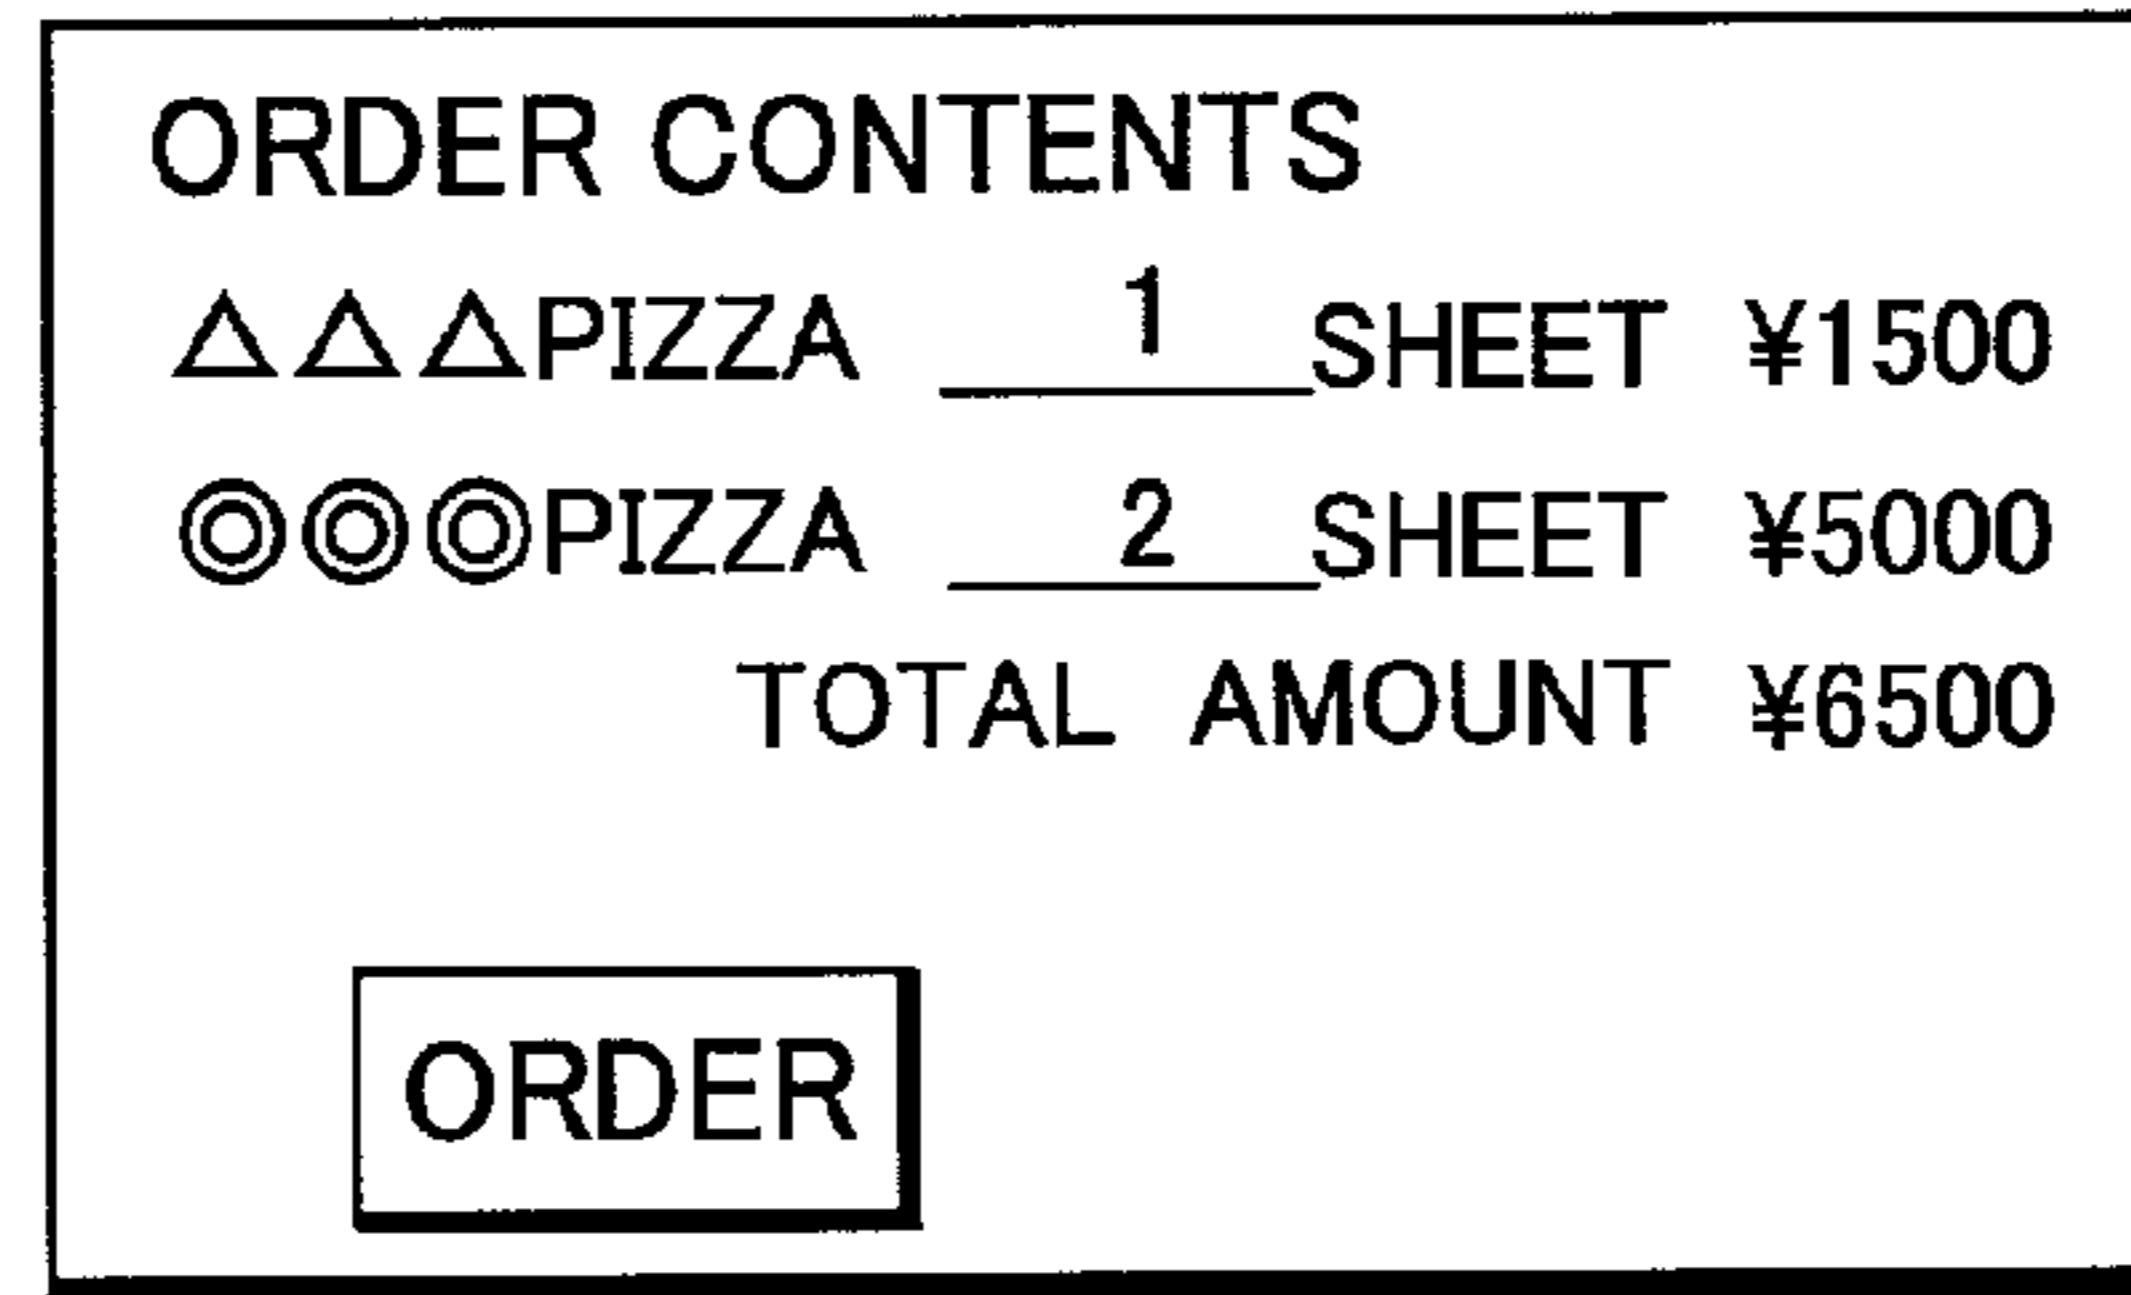 ORDER CONTENTS
△△△PIZZA 1 SHEET ¥1500
◎◎◎PIZZA 2 SHEET ¥5000
TOTAL AMOUNT ¥6500
ORDER